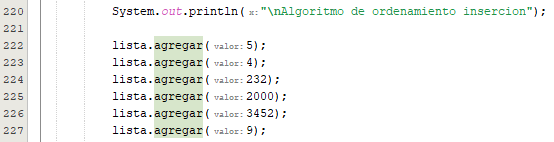 220 System.out.println( x: "\nAlgoritmo de ordenamiento insercion");
221
222 lista.agregar( valor: 5);
223 lista.agregar( valor: 4);
224 lista.agregar( valor: 232);
225 lista.agregar( valor: 2000);
226 lista.agregar( valor: 3452);
227 lista.agregar( valor: 9);